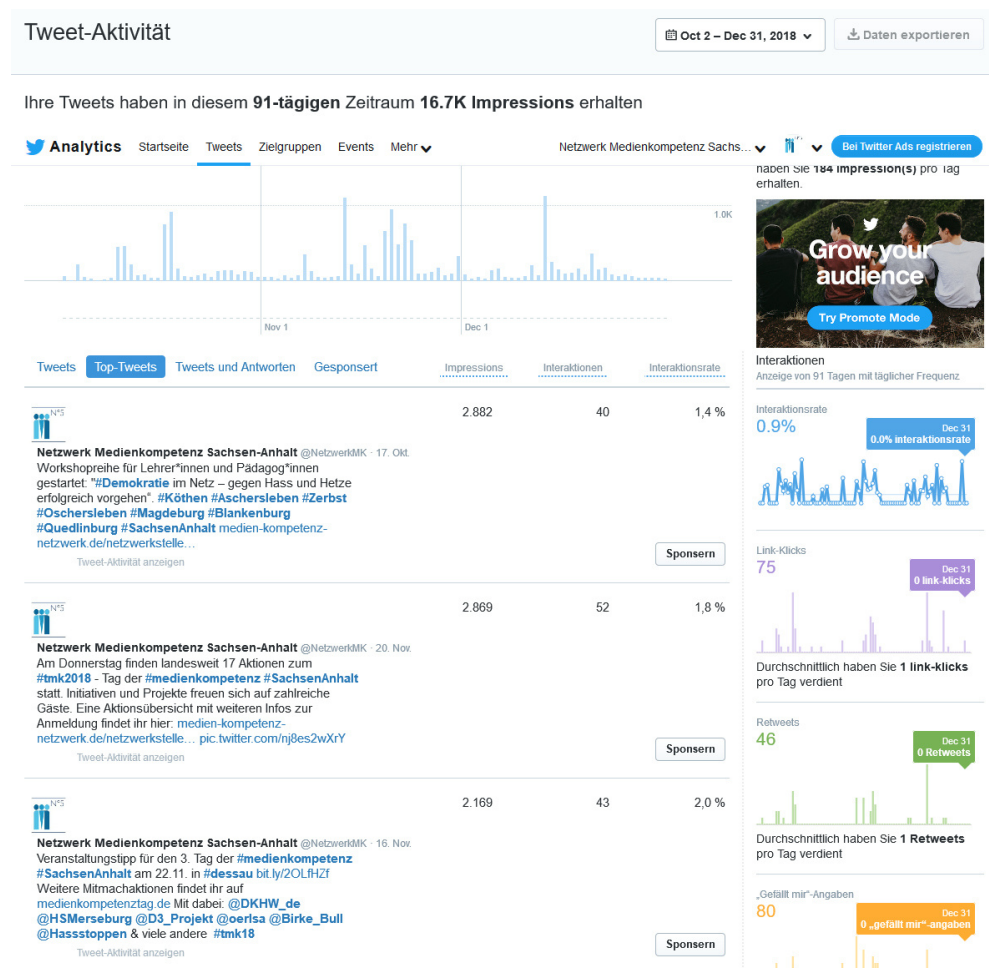 Tweet-Aktivität
Oct 2 – Dec 31, 2018
Daten exportieren
Ihre Tweets haben in diesem 91-tägigen Zeitraum 16.7K Impressions erhalten
Analytics Startseite Tweets Zielgruppen Events Mehr Netzwerk Medienkompetenz Sachs... Bei Twitter Ads registrieren
haben Sie 184 impression(s) pro Tag
erhalten.
1.0K
Nov 1
Dec 1
Grow your
audience
Try Promote Mode
Tweets Top-Tweets Tweets und Antworten Gesponsert Impressions Interaktionen Interaktionsrate
N°5
2.882 40 1,4 %
Netzwerk Medienkompetenz Sachsen-Anhalt @NetzwerkMK · 17. Okt.
Workshopreihe für Lehrer*innen und Pädagog*innen
gestartet: "#Demokratie im Netz – gegen Hass und Hetze
erfolgreich vorgehen“. #Köthen #Aschersleben #Zerbst
#Oschersleben #Magdeburg #Blankenburg
#Quedlinburg #SachsenAnhalt medien-kompetenz-
netzwerk.de/netzwerkstelle…
Tweet-Aktivität anzeigen
Sponsern
N°5
2.869 52 1,8 %
Netzwerk Medienkompetenz Sachsen-Anhalt @NetzwerkMK · 20. Nov.
Am Donnerstag finden landesweit 17 Aktionen zum
#tmk2018 - Tag der #medienkompetenz #SachsenAnhalt
statt. Initiativen und Projekte freuen sich auf zahlreiche
Gäste. Eine Aktionsübersicht mit weiteren Infos zur
Anmeldung findet ihr hier: medien-kompetenz-
netzwerk.de/netzwerkstelle… pic.twitter.com/nj8es2wXrY
Tweet-Aktivität anzeigen
Sponsern
N°5
2.169 43 2,0 %
Netzwerk Medienkompetenz Sachsen-Anhalt @NetzwerkMK · 16. Nov.
Veranstaltungstipp für den 3. Tag der #medienkompetenz
#SachsenAnhalt am 22.11. in #dessau bit.ly/2OLfHZf
Weitere Mitmachaktionen findet ihr auf
medienkompetenztag.de Mit dabei: @DKHW_de
@HSMerseburg @D3_Projekt @oerlsa @Birke_Bull
@Hassstoppen & viele andere #tmk18
Tweet-Aktivität anzeigen
Sponsern
Interaktionen
Anzeige von 91 Tagen mit täglicher Frequenz
Interaktionsrate
0.9%
Dec 31
0.0% interaktionsrate
Link-Klicks
75
Dec 31
0 link-klicks
Durchschnittlich haben Sie 1 link-klicks
pro Tag verdient
Retweets
46
Dec 31
0 Retweets
Durchschnittlich haben Sie 1 Retweets
pro Tag verdient
„Gefällt mir“-Angaben
80
Dec 31
0 „gefällt mir“-angaben